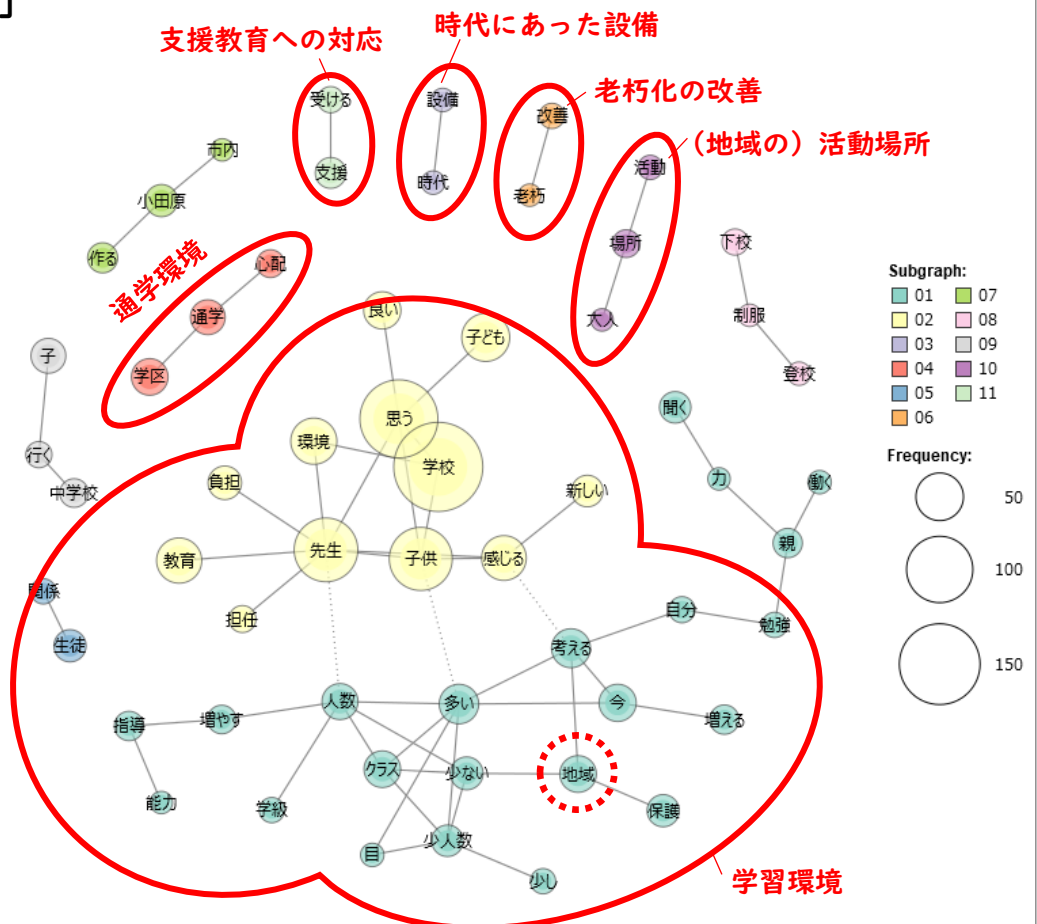 」
時代にあった設備
支援教育への対応
老朽化の改善
(地域の)活動場所
通学環境
受ける
支援
設備
時代
改善
老朽
活動
場所
大人
市内
小田原
作る
心配
通学
学区
下校
制服
登校
子
行く
中学校
良い
子ども
思う
環境
学校
負担
新しい
教育
先生
子供
感じる
担任
聞く
力
働く
親
勉強
自分
関係
生徒
考える
人数
多い
今
増える
指導
増やす
能力
学級
クラス
少ない
地域
保護
目
少人数
少し
学習環境
Subgraph:
01 07
02 08
03 09
04 10
05 11
06
Frequency:
50
100
150